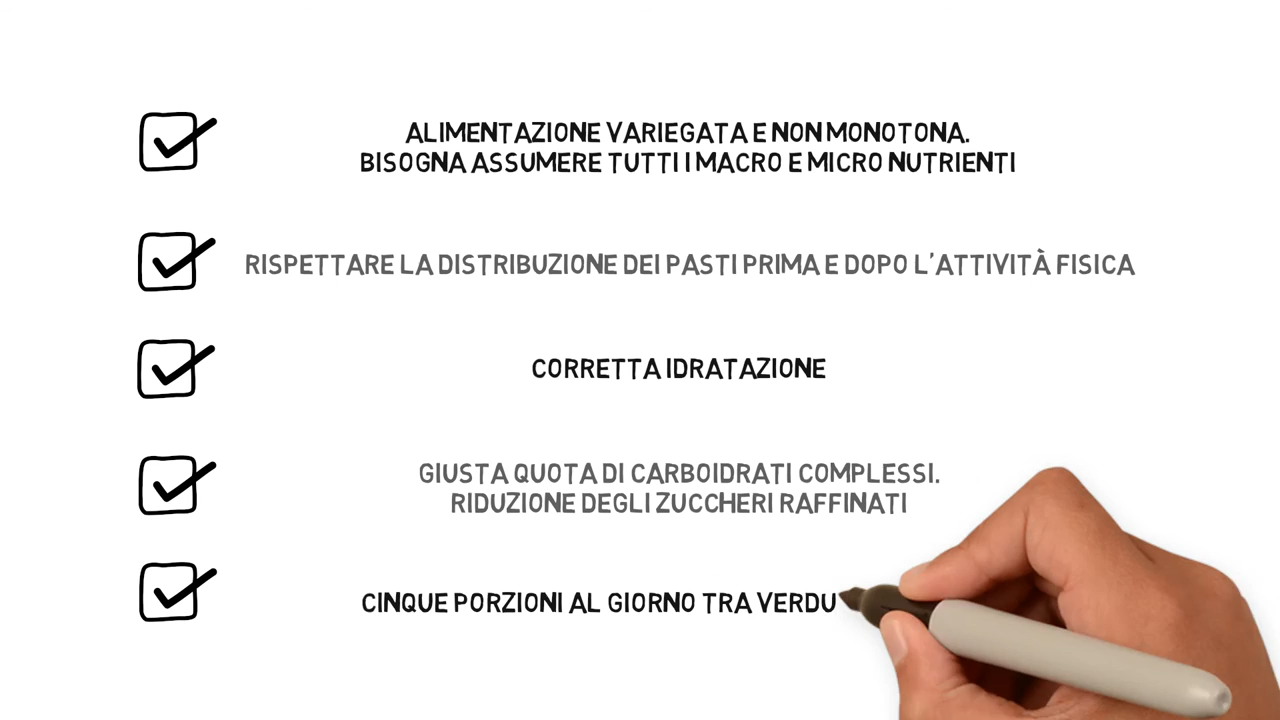 ALIMENTAZIONE VARIEGATA E NON MONOTONA.
BISOGNA ASSUMERE TUTTI I MACRO E MICRO NUTRIENTI
RISPETTARE LA DISTRIBUZIONE DEI PASTI PRIMA E DOPO L'ATTIVITÀ FISICA
CORRETTA IDRATAZIONE
GIUSTA QUOTA DI CARBOIDRATI COMPLESSI.
RIDUZIONE DEGLI ZUCCHERI RAFFINATI
CINQUE PORZIONI AL GIORNO TRA VERDU